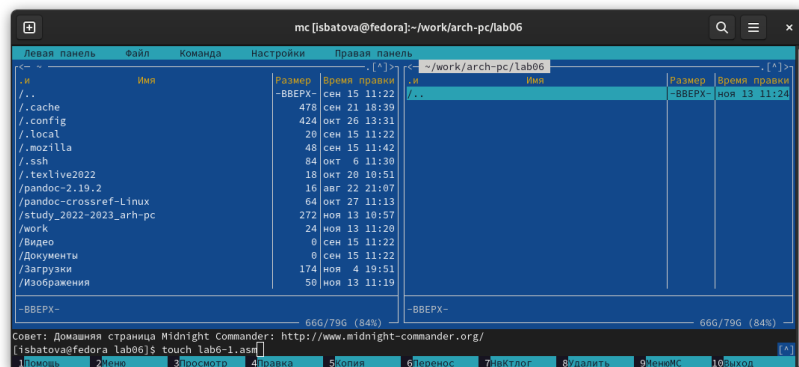 mc [isbatova@fedora]:~/work/arch-pc/lab06
Левая панель Файл Команда Настройки Правая панель
<— ~ .[^]> <— ~/work/arch-pc/lab06 .[^]>
.и Имя Размер Время правки .и Имя Размер Время правки
/.. -ВВЕРХ- сен 15 11:22 /.. -ВВЕРХ- ноя 13 11:24
/.cache 478 сен 21 18:39
/.config 424 окт 26 13:31
/.local 20 сен 15 11:22
/.mozilla 48 сен 15 11:42
/.ssh 84 окт 6 11:30
/.texlive2022 18 окт 20 10:51
/pandoc-2.19.2 16 авг 22 21:07
/pandoc-crossref-Linux 64 окт 27 11:13
/study_2022-2023_arh-pc 272 ноя 13 10:57
/work 24 ноя 13 11:20
/Видео 0 сен 15 11:22
/Документы 0 сен 15 11:22
/Загрузки 174 ноя 4 19:51
/Изображения 50 ноя 13 11:19
-ВВЕРХ- -ВВЕРХ-
66G/79G (84%) 66G/79G (84%)
Совет: Домашняя страница Midnight Commander: http://www.midnight-commander.org/
[isbatova@fedora lab06]$ touch lab6-1.asm [^]
1Помощь 2Меню 3Просмотр 4Правка 5Копия 6Перенос 7НвКтлог 8Удалить 9МенюMC 10Выход